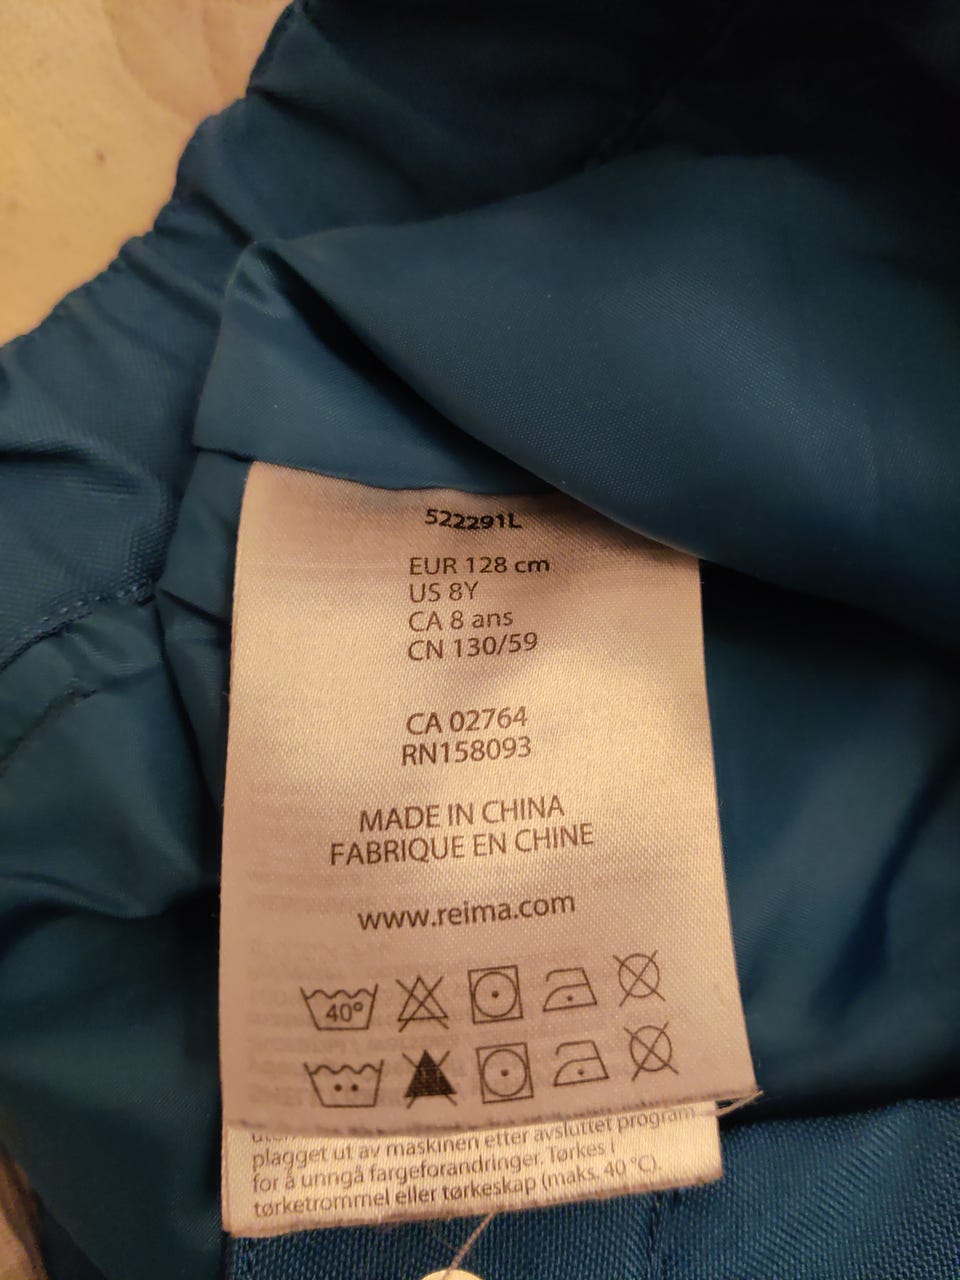 522291L
EUR 128 cm
US 8Y
CA 8 ans
CN 130/59
CA 02764
RN158093
MADE IN CHINA
FABRIQUE EN CHINE
www.reima.com
40°
plagget ut av maskinen etter avsluttet program
for å unngå fargeforandringer. Tørkes i
tørketrommel eller tørkeskap (maks. 40 °C).